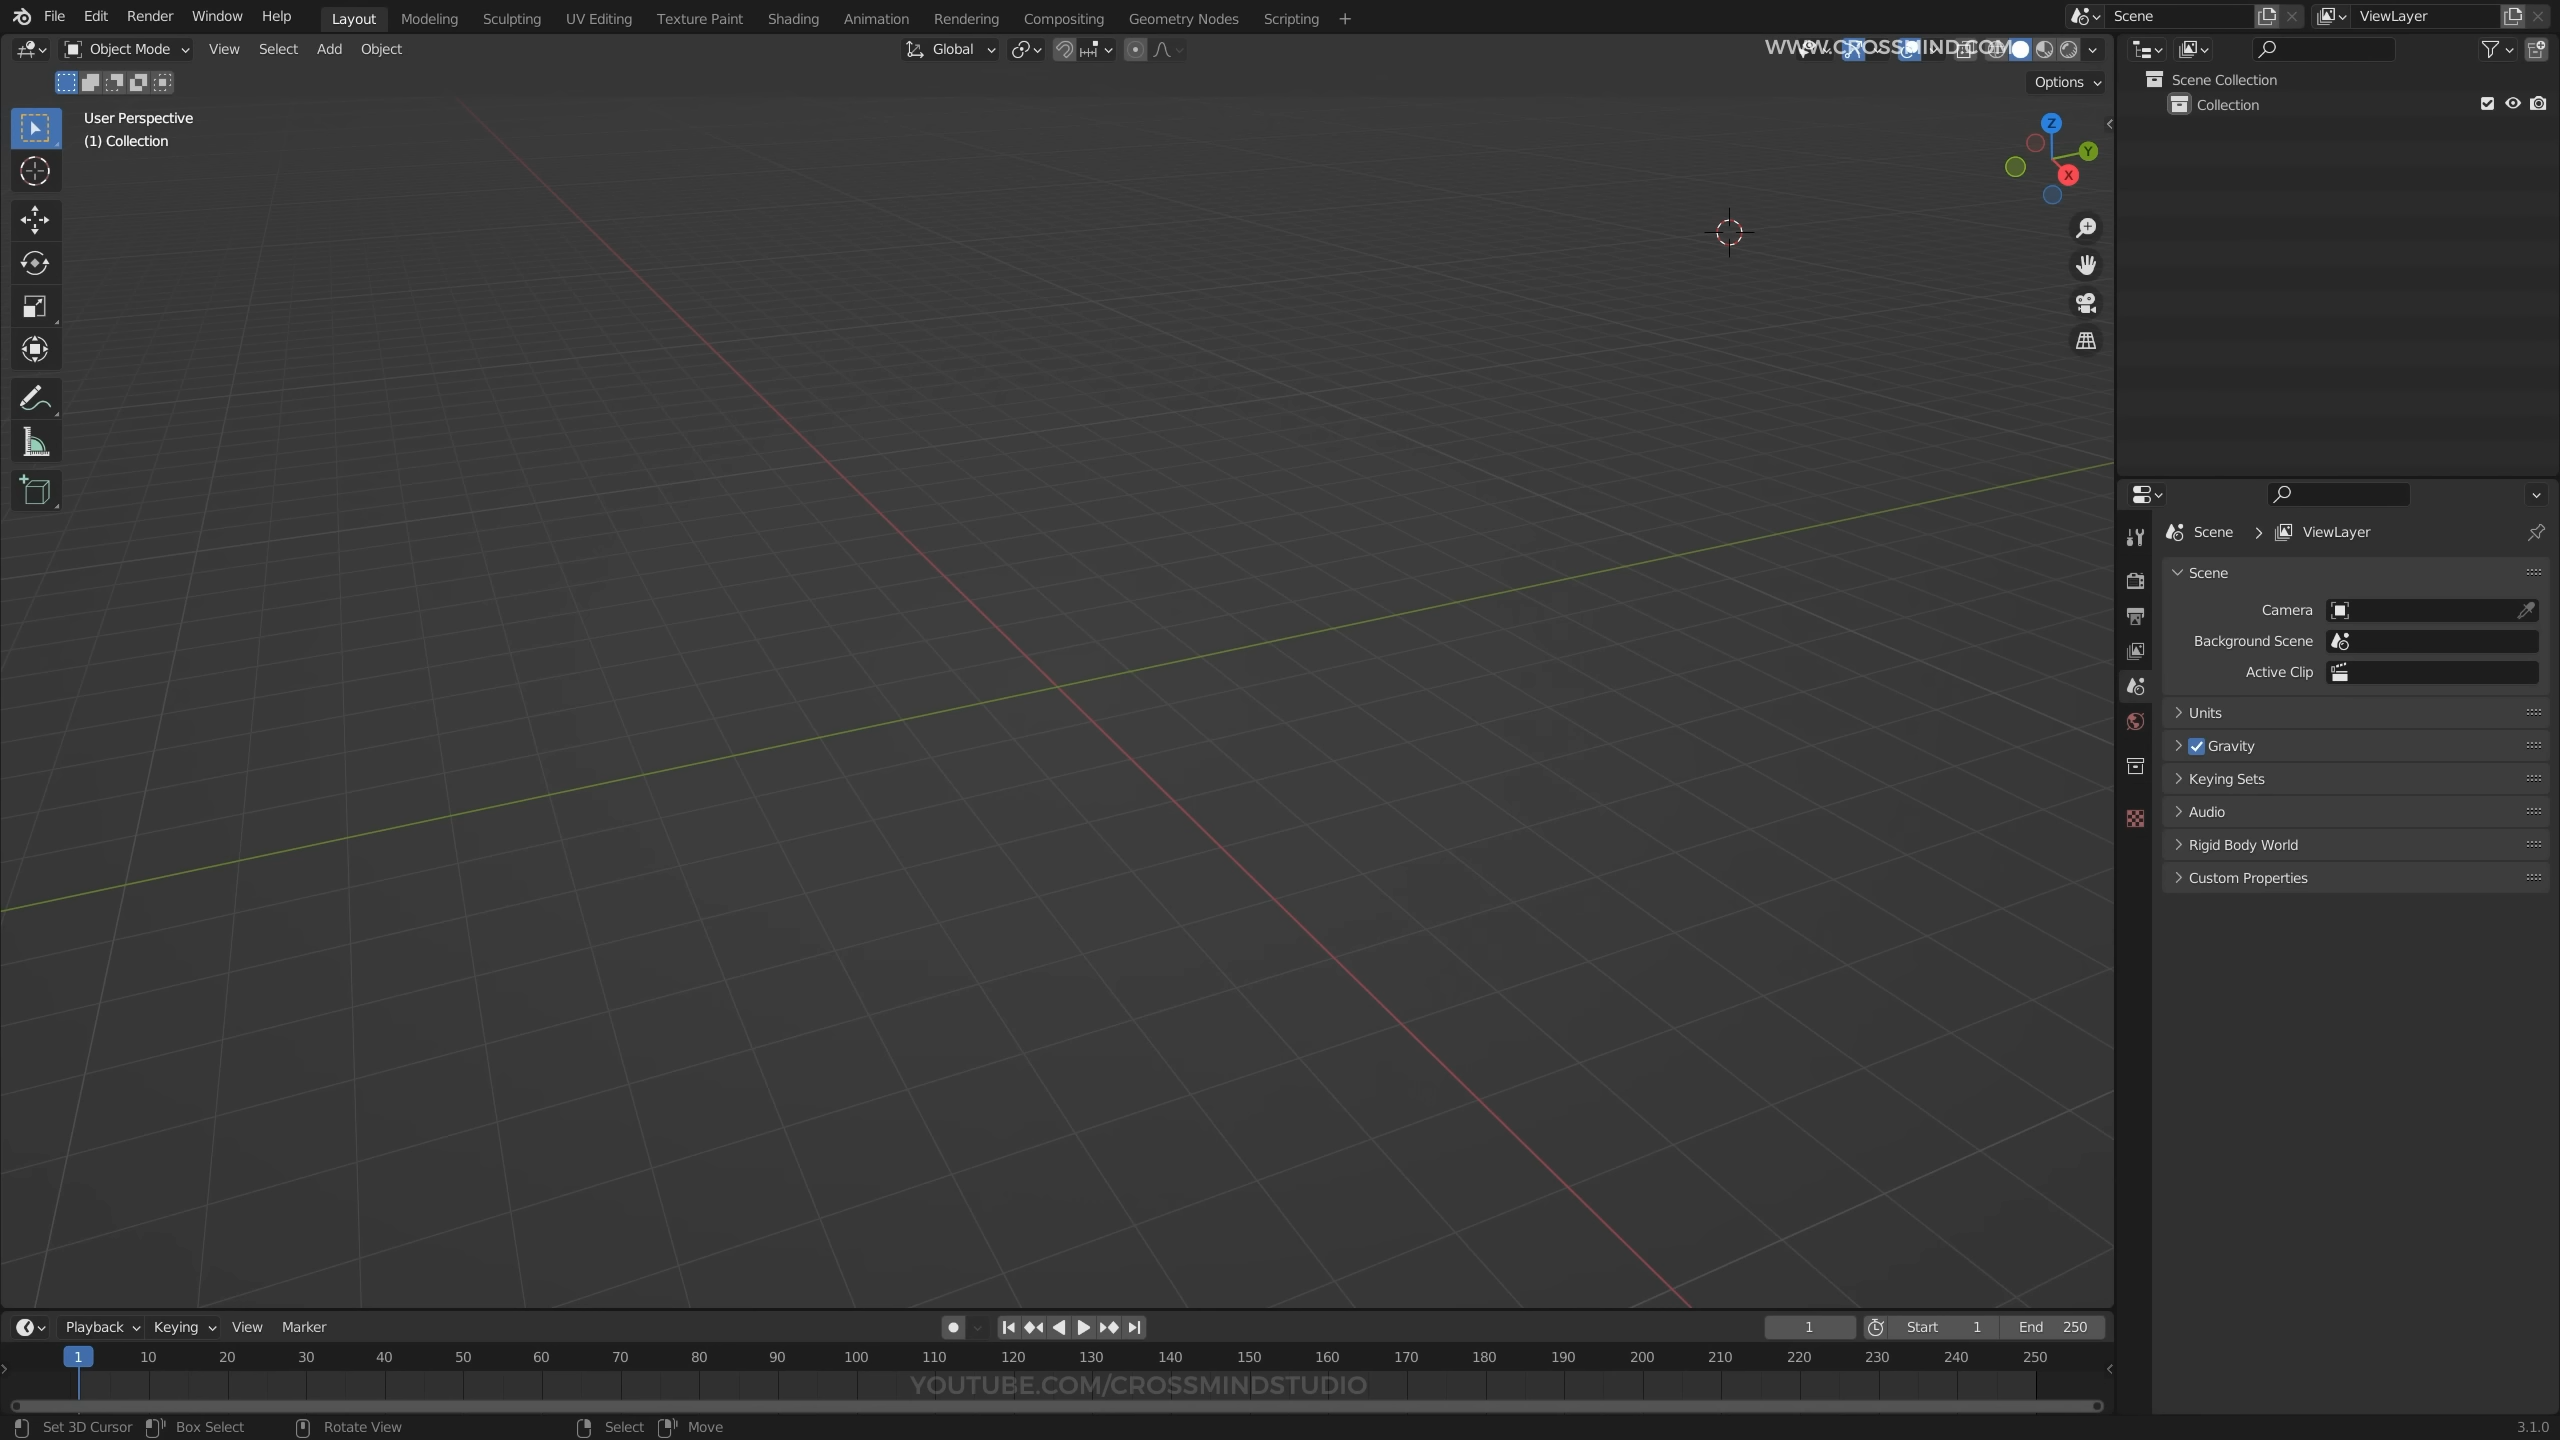 File Edit Render Window Help Layout Modeling Sculpting UV Editing Texture Paint Shading Animation Rendering Compositing Geometry Nodes Scripting + Scene ViewLayer
Object Mode View Select Add Object Global WWW.CROSSMIND.COM
Options
User Perspective
(1) Collection
Z
Y
X
Scene Collection
Collection
Scene > ViewLayer
Scene
Camera
Background Scene
Active Clip
Units
Gravity
Keying Sets
Audio
Rigid Body World
Custom Properties
Playback Keying View Marker 1 Start 1 End 250
1 10 20 30 40 50 60 70 80 90 100 110 120 130 140 150 160 170 180 190 200 210 220 230 240 250
YOUTUBE.COM/CROSSMINDSTUDIO
Set 3D Cursor Box Select Rotate View Select Move 3.1.0